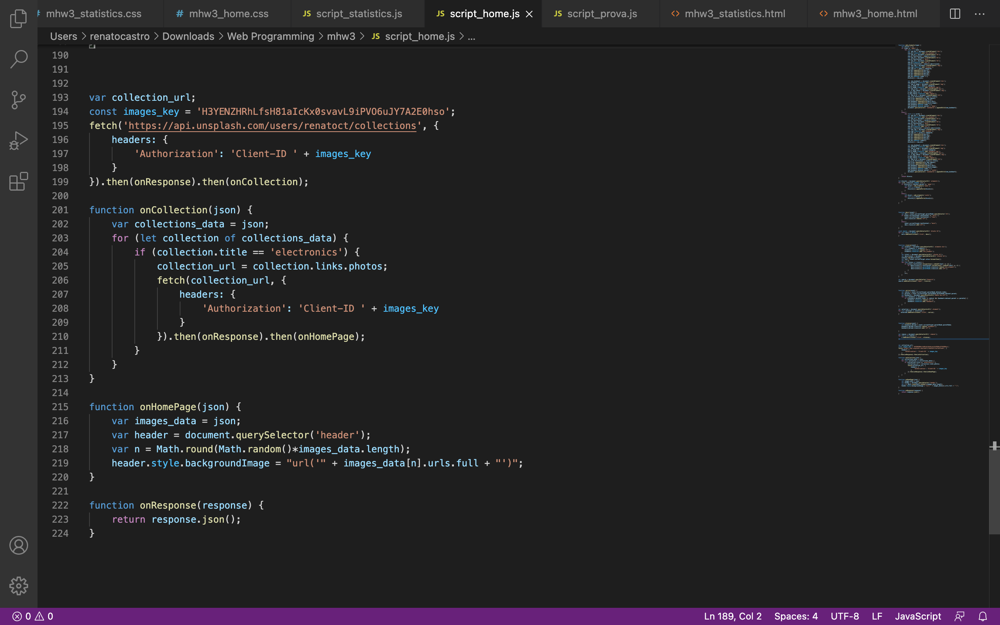 # mhw3_statistics.css # mhw3_home.css JS script_statistics.js JS script_home.js × JS script_prova.js <> mhw3_statistics.html <> mhw3_home.html ...
Users > renatocastro > Downloads > Web Programming > mhw3 > JS script_home.js > ...
190
191
192
193 var collection_url;
194 const images_key = 'H3YENZHRhLfsH81aIcKx0svavL9iPVO6uJY7A2E0hso';
195 fetch('https://api.unsplash.com/users/renatoct/collections', {
196     headers: {
197         'Authorization': 'Client-ID ' + images_key
198     }
199 }).then(onResponse).then(onCollection);
200
201 function onCollection(json) {
202     var collections_data = json;
203     for (let collection of collections_data) {
204         if (collection.title == 'electronics') {
205             collection_url = collection.links.photos;
206             fetch(collection_url, {
207                 headers: {
208                     'Authorization': 'Client-ID ' + images_key
209                 }
210             }).then(onResponse).then(onHomePage);
211         }
212     }
213 }
214
215 function onHomePage(json) {
216     var images_data = json;
217     var header = document.querySelector('header');
218     var n = Math.round(Math.random()*images_data.length);
219     header.style.backgroundImage = "url('" + images_data[n].urls.full + "')";
220 }
221
222 function onResponse(response) {
223     return response.json();
224 }
0 0 Ln 189, Col 2 Spaces: 4 UTF-8 LF JavaScript